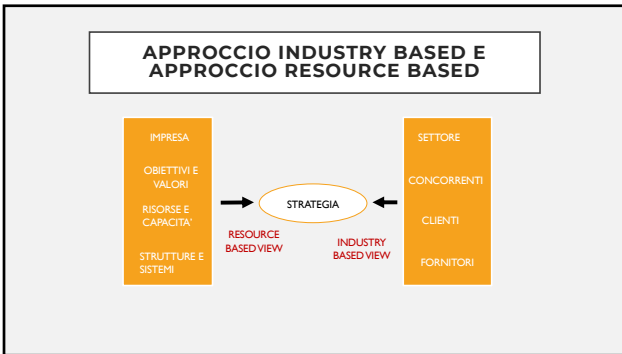 APPROCCIO INDUSTRY BASED E
APPROCCIO RESOURCE BASED
IMPRESA
OBIETTIVI E
VALORI
RISORSE E
CAPACITA'
STRUTTURE E
SISTEMI
STRATEGIA
RESOURCE
BASED VIEW
INDUSTRY
BASED VIEW
SETTORE
CONCORRENTI
CLIENTI
FORNITORI